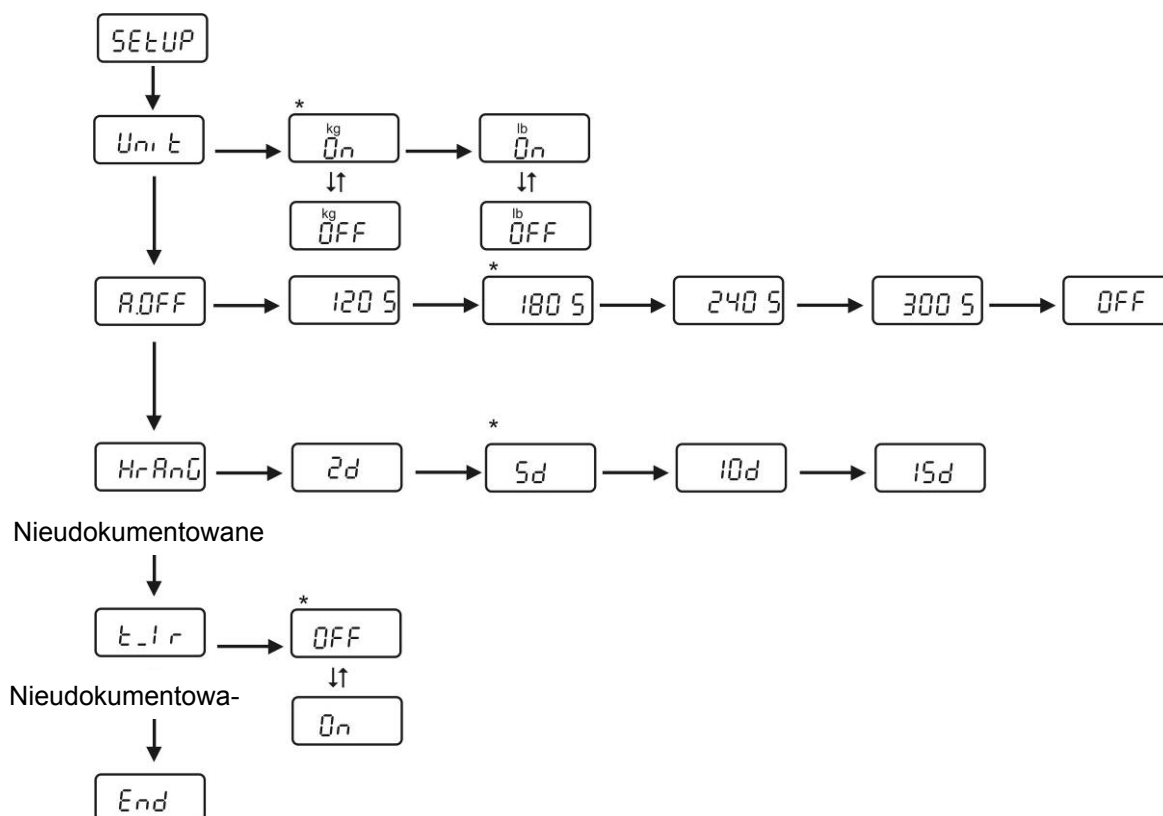 SEtUP
*
Unit
kg
On
lb
On
↓↑
↓↑
kg
OFF
lb
OFF
*
A.OFF
120 S
180 S
240 S
300 S
OFF
*
HrAnG
2d
5d
10d
15d
Nieudokumentowane
*
t_Ir
OFF
↓↑
Nieudokumentowa-
On
End